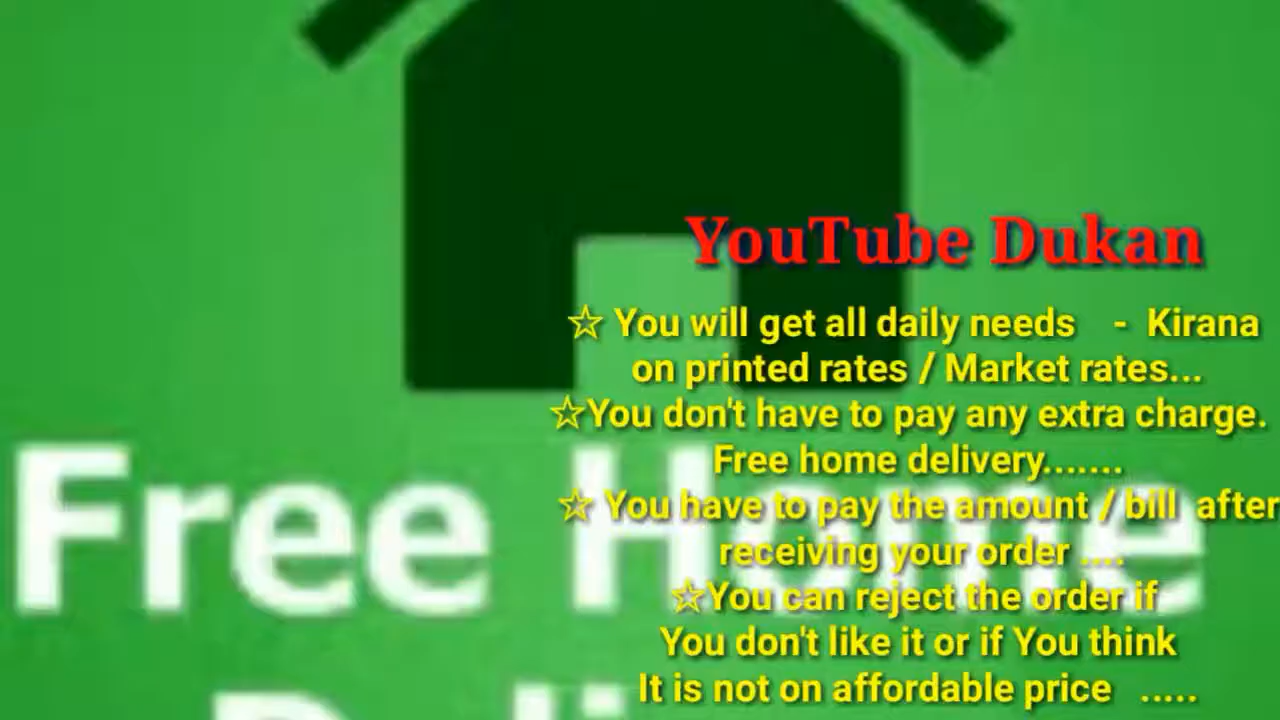 YouTube Dukan
☆ You will get all daily needs - Kirana
on printed rates / Market rates...
☆You don't have to pay any extra charge.
Free home delivery.......
☆ You have to pay the amount / bill after
receiving your order ....
☆You can reject the order if
You don't like it or if You think
It is not on affordable price .....
Free Home